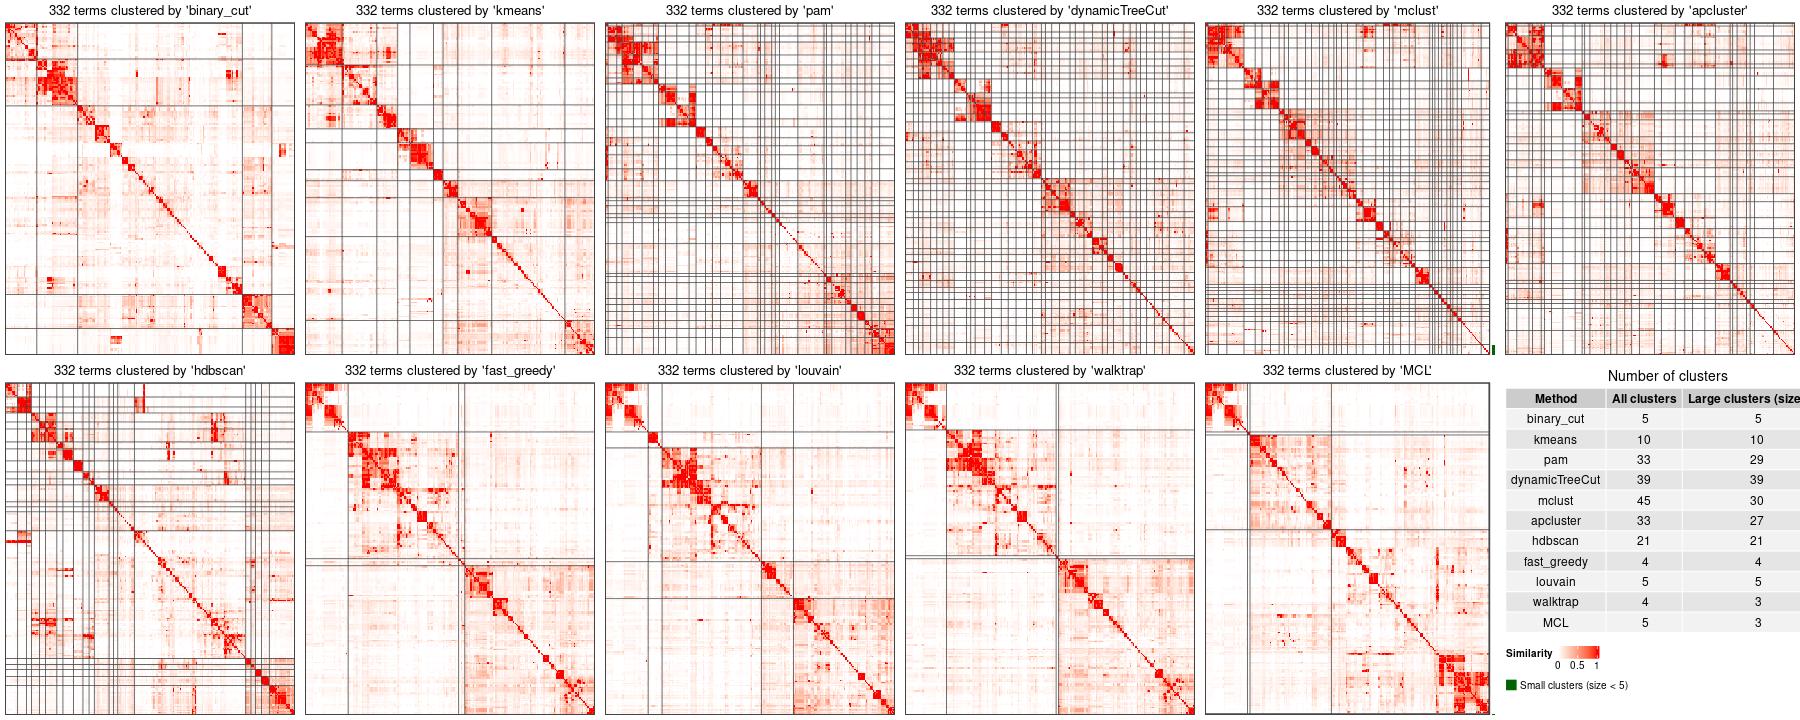 332 terms clustered by 'binary_cut'
332 terms clustered by 'kmeans'
332 terms clustered by 'pam'
332 terms clustered by 'dynamicTreeCut'
332 terms clustered by 'mclust'
332 terms clustered by 'apcluster'
332 terms clustered by 'hdbscan'
332 terms clustered by 'fast_greedy'
332 terms clustered by 'louvain'
332 terms clustered by 'walktrap'
332 terms clustered by 'MCL'
Number of clusters
Method All clusters Large clusters (size
binary_cut 5 5
kmeans 10 10
pam 33 29
dynamicTreeCut 39 39
mclust 45 30
apcluster 33 27
hdbscan 21 21
fast_greedy 4 4
louvain 5 5
walktrap 4 3
MCL 5 3
Similarity
0 0.5 1
Small clusters (size < 5)